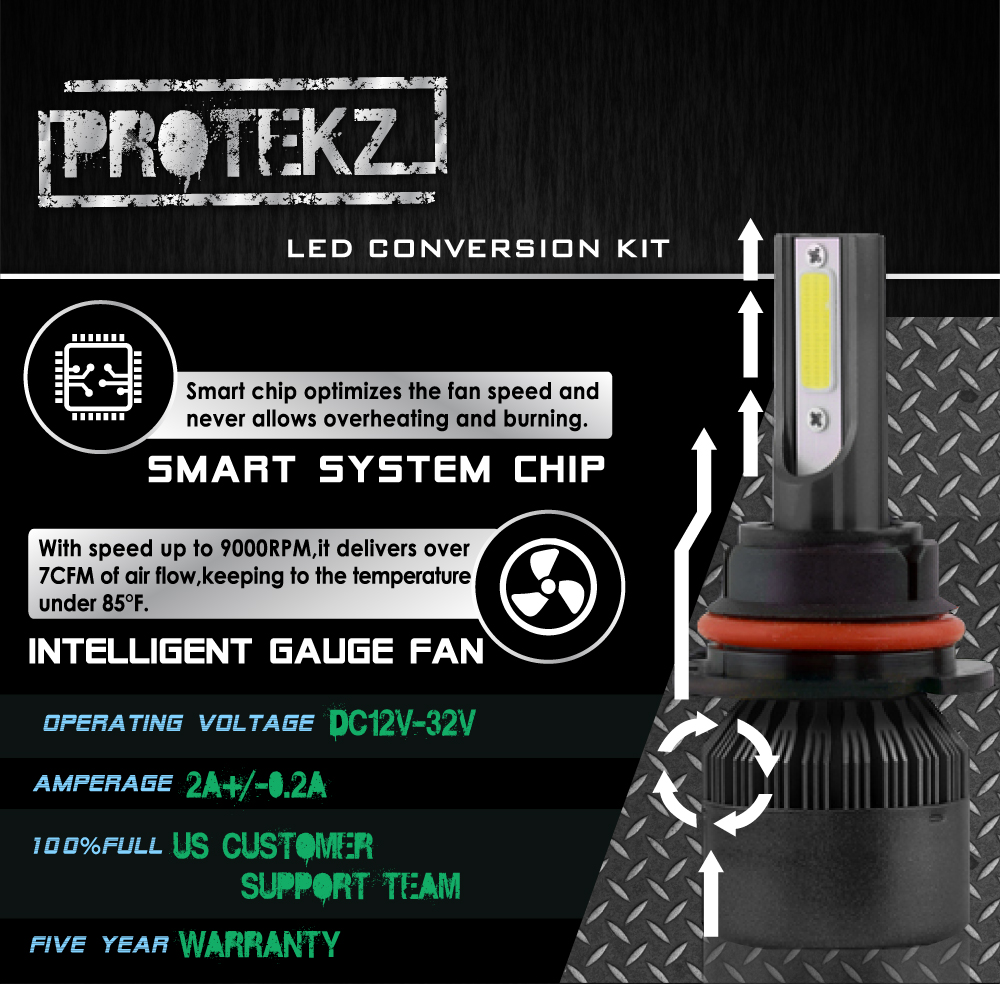 PROTEKZ
LED CONVERSION KIT
Smart chip optimizes the fan speed and
never allows overheating and burning.
SMART SYSTEM CHIP
With speed up to 9000RPM,it delivers over
7CFM of air flow,keeping to the temperature
under 85°F.
INTELLIGENT GAUGE FAN
OPERATING VOLTAGE DC12V-32V
AMPERAGE 2A+/-0.2A
100%FULL US CUSTOMER
SUPPORT TEAM
FIVE YEAR WARRANTY